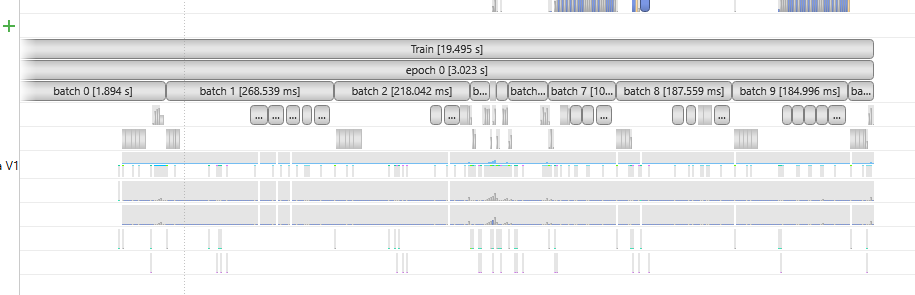 Train [19.495 s]
epoch 0 [3.023 s]
batch 0 [1.894 s] batch 1 [268.539 ms] batch 2 [218.042 ms] b... batch... batch 7 [10... batch 8 [187.559 ms] batch 9 [184.996 ms] ba...
... ... ... ... ... ... ... ...
V1